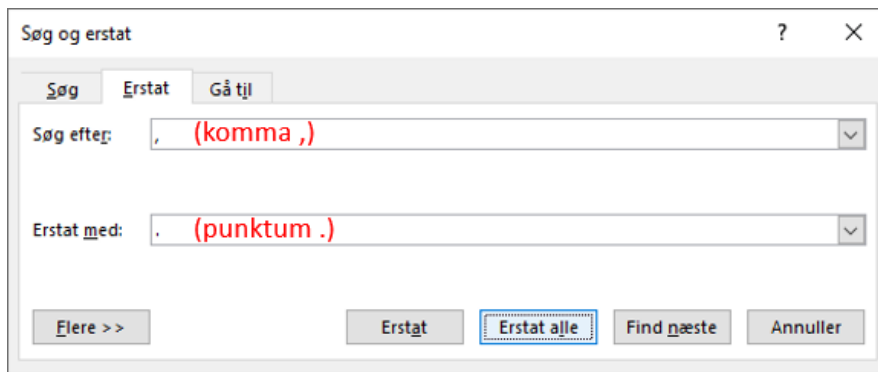 Søg og erstat ?
Søg Erstat Gå til
Søg efter: , (komma ,)
Erstat med: . (punktum .)
Flere >> Erstat Erstat alle Find næste Annuller